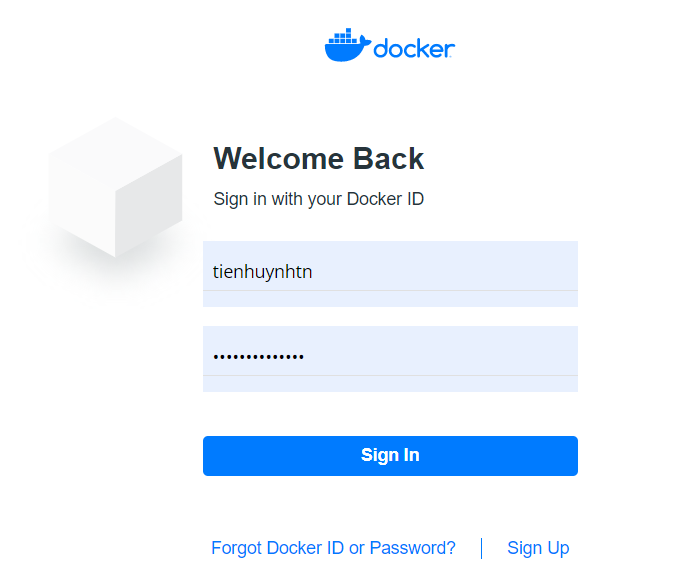 docker
Welcome Back
Sign in with your Docker ID
tienhuynhtn
••••••••••••••
Sign In
Forgot Docker ID or Password? | Sign Up